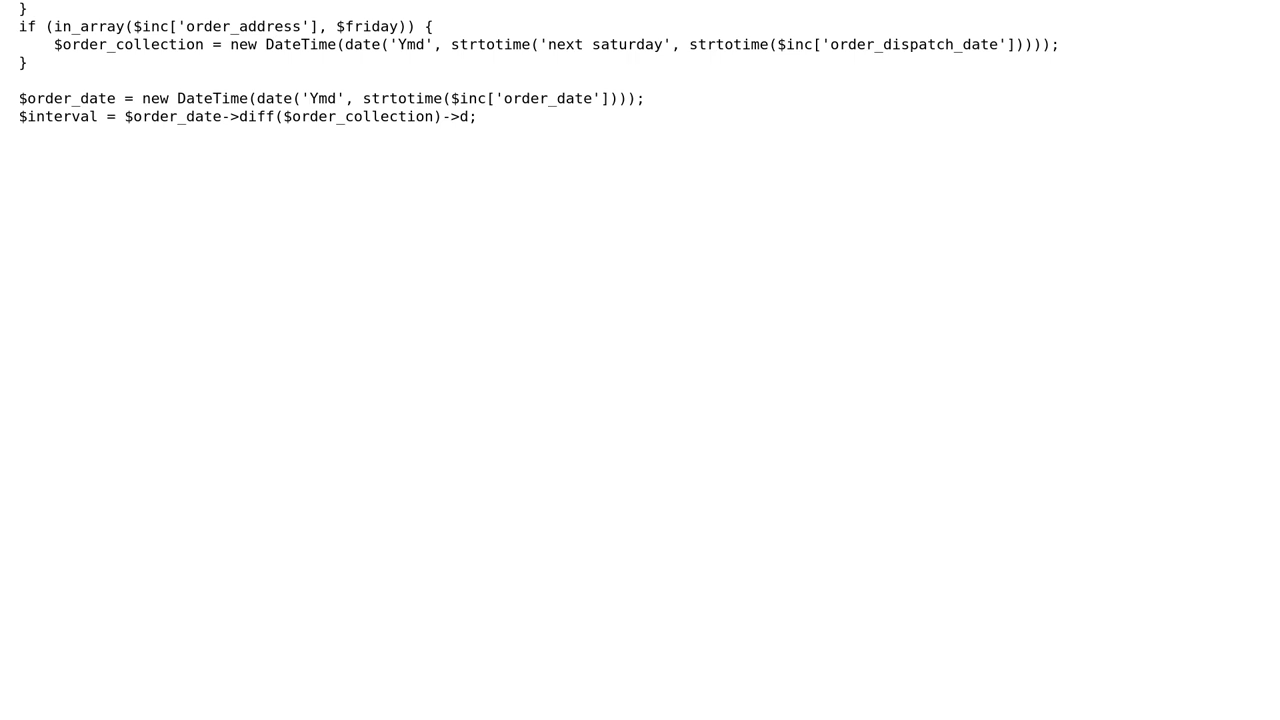 }
if (in_array($inc['order_address'], $friday)) {
    $order_collection = new DateTime(date('Ymd', strtotime('next saturday', strtotime($inc['order_dispatch_date']))));
}

$order_date = new DateTime(date('Ymd', strtotime($inc['order_date'])));
$interval = $order_date->diff($order_collection)->d;